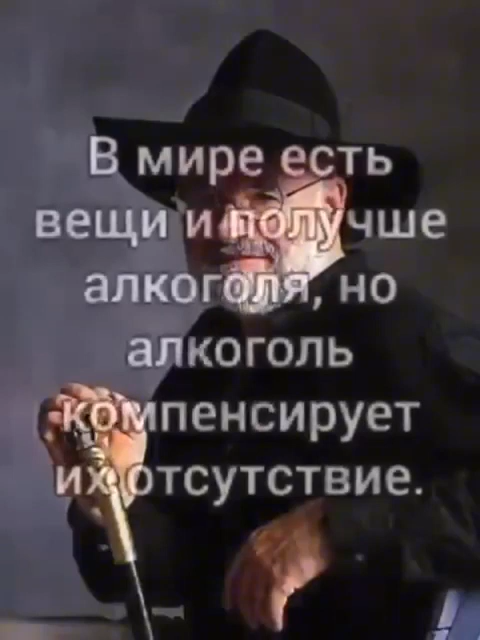 В мире есть
вещи и получше
алкоголя, но
алкоголь
компенсирует
их отсутствие.